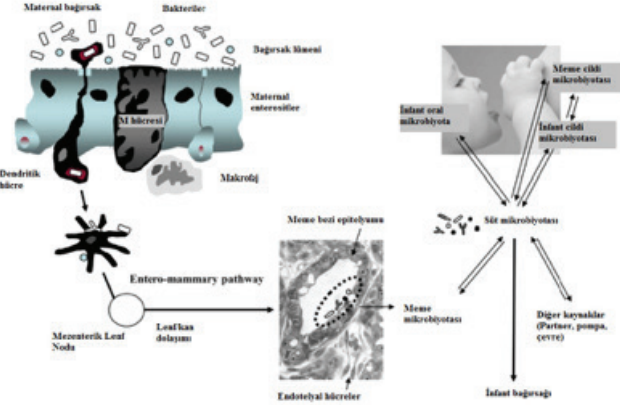 Maternal bağırsak
Bakteriler
Bağırsak lümeni
Maternal
enterositler
M hücresi
Dendritik
hücre
Makrofaj
Entero-mammary pathway
Mezenterik Lenf
Nodu
Lenf/kan
dolaşımı
Meme bezi epitelyumu
Endotelyal hücreler
Meme
mikrobiyotası
Meme cildi
mikrobiyotası
İnfant oral
mikrobiyota
İnfant cildi
mikrobiyotası
Süt mikrobiyotası
Diğer kaynaklar
(Partner, pompa,
çevre)
İnfant bağırsağı